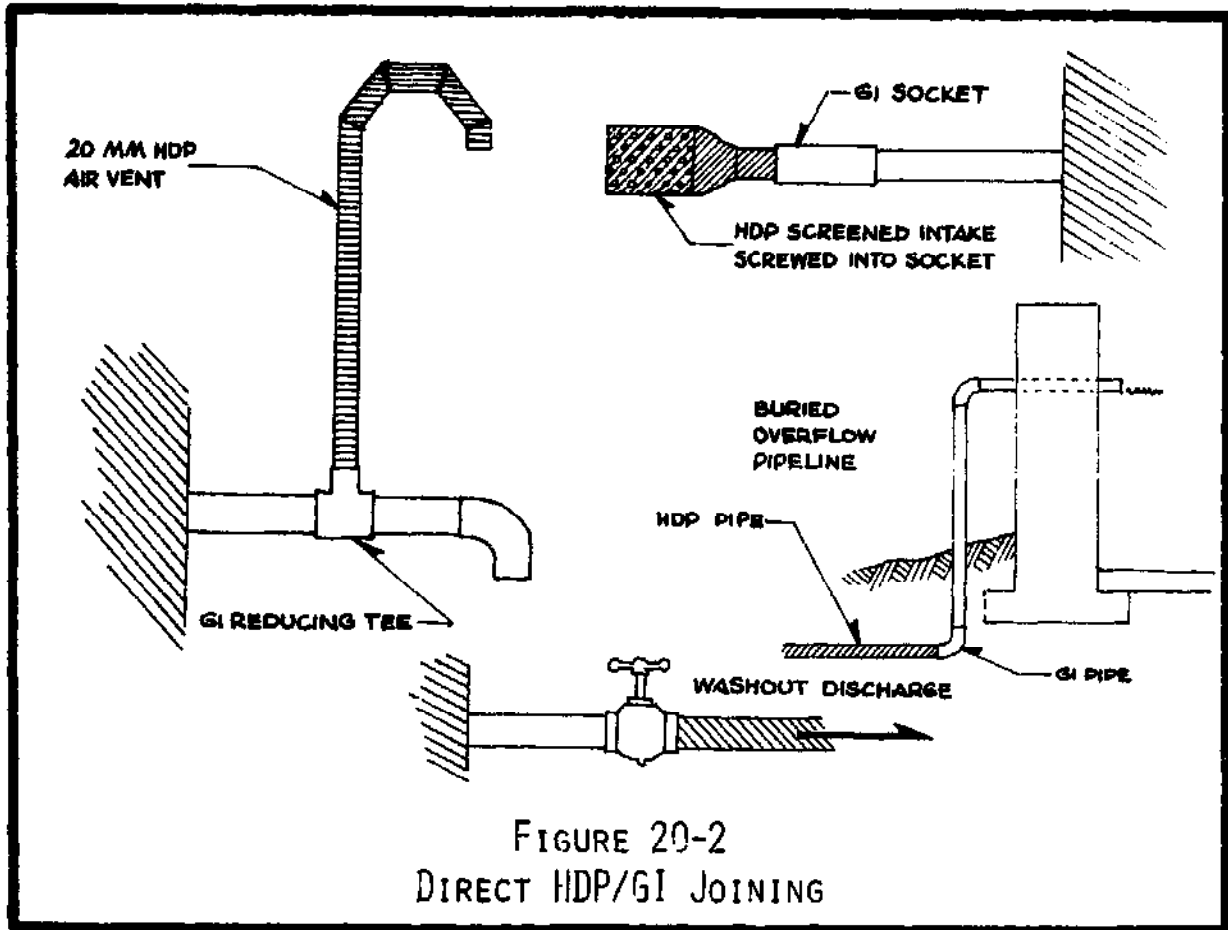 20 MM HDP
AIR VENT
GI SOCKET
HDP SCREENED INTAKE
SCREWED INTO SOCKET
BURIED
OVERFLOW
PIPELINE
HDP PIPE
GI REDUCING TEE
GI PIPE
WASHOUT DISCHARGE
FIGURE 20-2
DIRECT HDP/GI JOINING